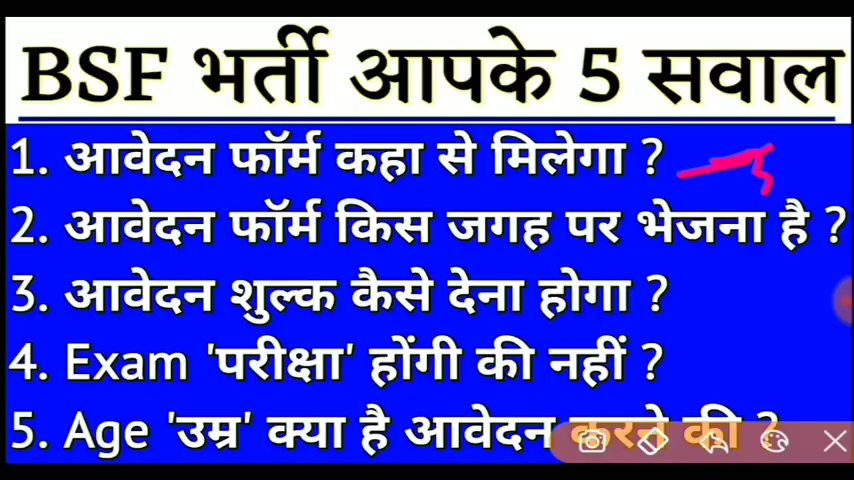 BSF भर्ती आपके 5 सवाल
1. आवेदन फॉर्म कहा से मिलेगा ?
2. आवेदन फॉर्म किस जगह पर भेजना है ?
3. आवेदन शुल्क कैसे देना होगा ?
4. Exam 'परीक्षा' होंगी की नहीं ?
5. Age 'उम्र' क्या है आवेदन करने की ?